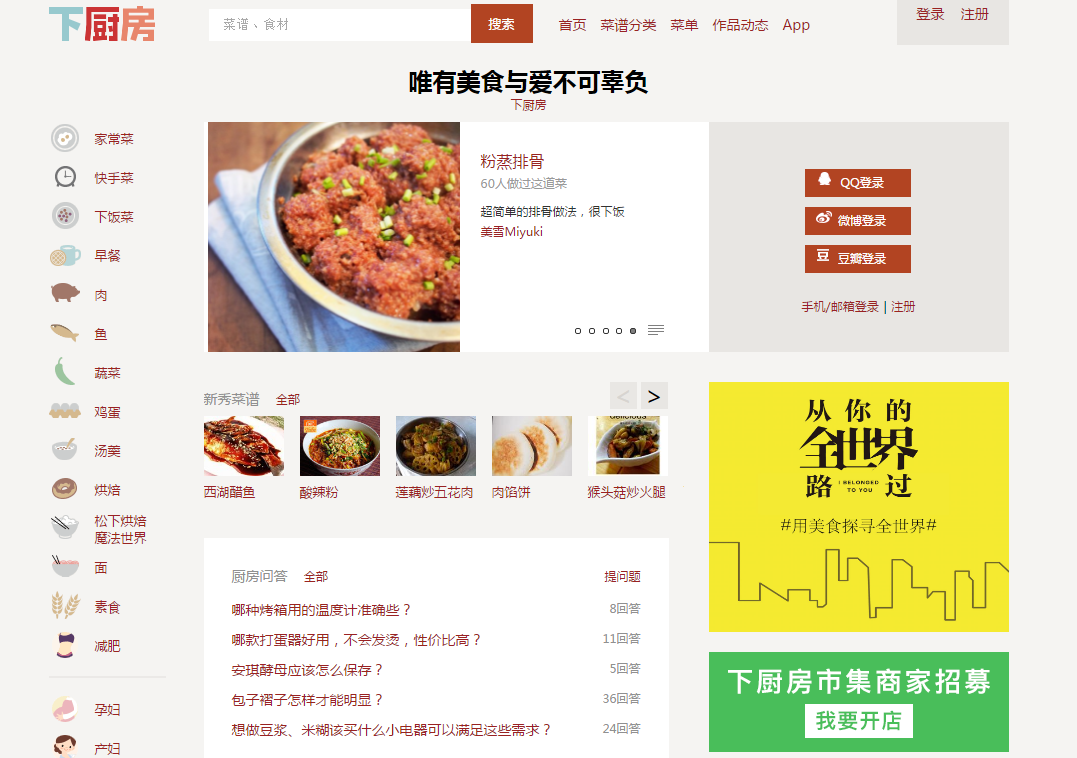 下厨房
菜谱、食材
搜索
首页 菜谱分类 菜单 作品动态 App
登录 注册
唯有美食与爱不可辜负
下厨房
家常菜
快手菜
下饭菜
早餐
肉
鱼
蔬菜
鸡蛋
汤羹
烘焙
松下烘焙
魔法世界
面
素食
减肥
孕妇
产妇
粉蒸排骨
60人做过这道菜
超简单的排骨做法，很下饭
美雪Miyuki
QQ登录
微博登录
豆 豆瓣登录
手机/邮箱登录 | 注册
新秀菜谱 全部
< >
西湖醋鱼
酸辣粉
莲藕炒五花肉
肉馅饼
猴头菇炒火腿
厨房问答 全部 提问题
哪种烤箱用的温度计准确些？ 8回答
哪款打蛋器好用，不会发烫，性价比高？ 11回答
安琪酵母应该怎么保存？ 5回答
包子褶子怎样才能明显？ 36回答
想做豆浆、米糊该买什么小电器可以满足这些需求？ 24回答
从你的
全世界
路 I BELONGED TO YOU 过
#用美食探寻全世界#
下厨房市集商家招募
我要开店